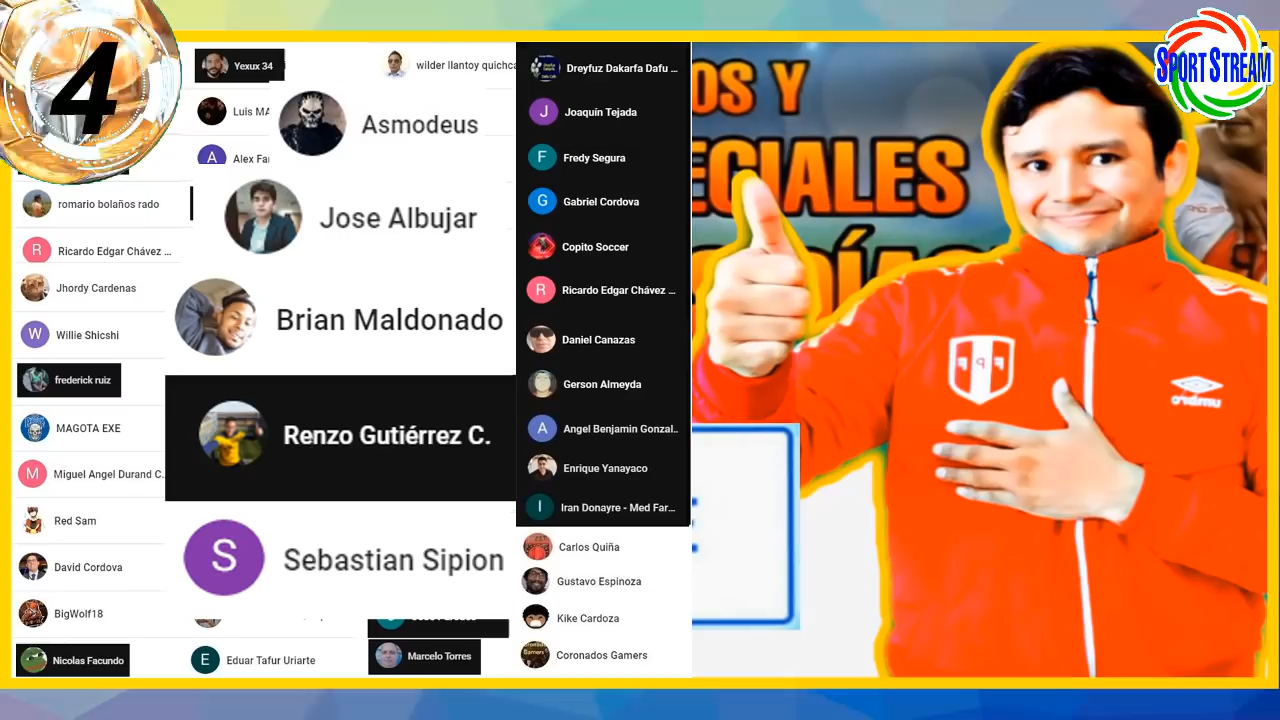 4
SPORT STREAM
Yexux 34
wilder llantoy quichca
Luis MA
Alex Fa
romario bolaños rado
Ricardo Edgar Chávez ...
Jhordy Cardenas
Willie Shicshi
frederick ruiz
MAGOTA EXE
Miguel Angel Durand C.
Red Sam
David Cordova
BigWolf18
Nicolas Facundo
Asmodeus
Jose Albujar
Brian Maldonado
Renzo Gutiérrez C.
Sebastian Sipion
Eduar Tafur Uriarte
Marcelo Torres
Dreyfuz Dakarfa Dafu ...
Joaquín Tejada
Fredy Segura
Gabriel Cordova
Copito Soccer
Ricardo Edgar Chávez ...
Daniel Canazas
Gerson Almeyda
Angel Benjamin Gonzal..
Enrique Yanayaco
Iran Donayre - Med Far...
Carlos Quiña
Gustavo Espinoza
Kike Cardoza
Coronados Gamers
OS Y
ECIALES